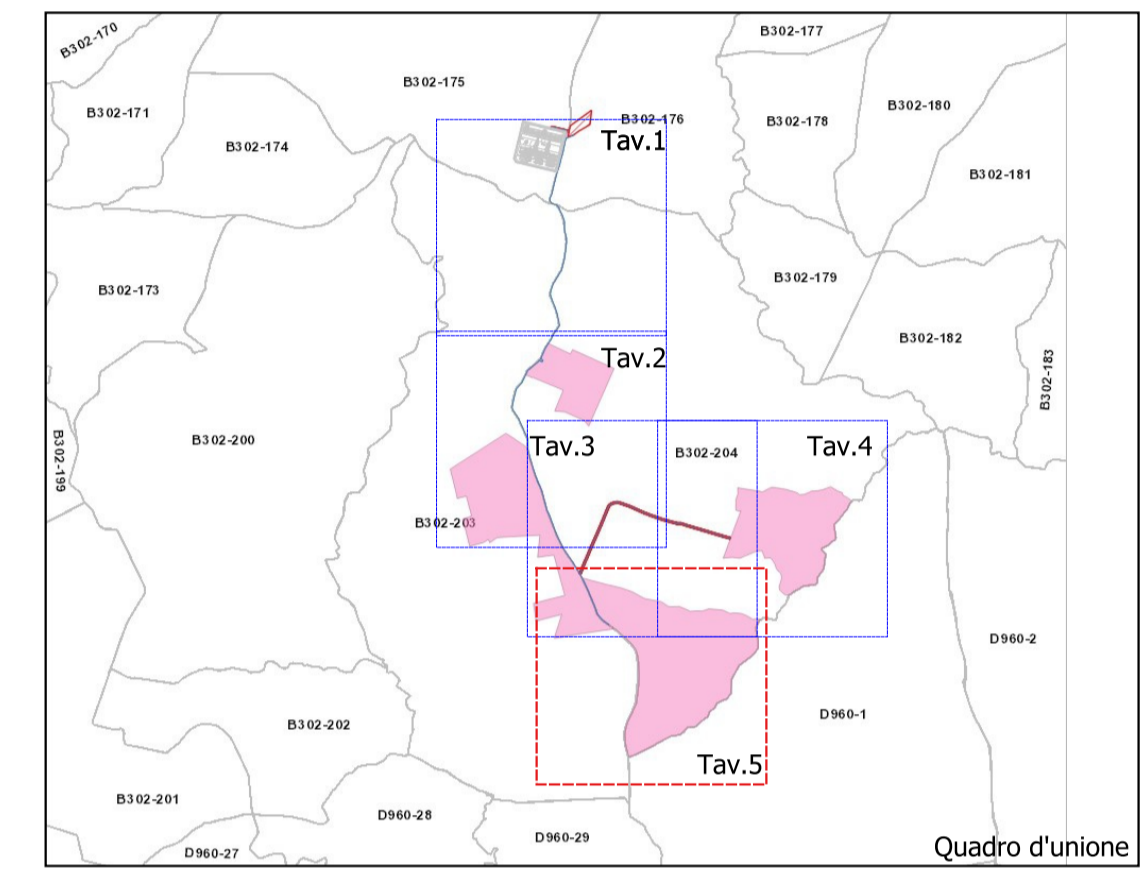 B302-170
B302-177
B302-175
B302-171
B302-180
B302-176
B302-178
Tav.1
B302-174
B302-181
B302-179
B302-173
B302-182
Tav.2
B302-183
B302-200
Tav.3
Tav.4
B302-204
B302-199
B302-203
D960-2
D960-1
B302-202
Tav.5
B302-201
D960-28
D960-29
D960-27
Quadro d'unione